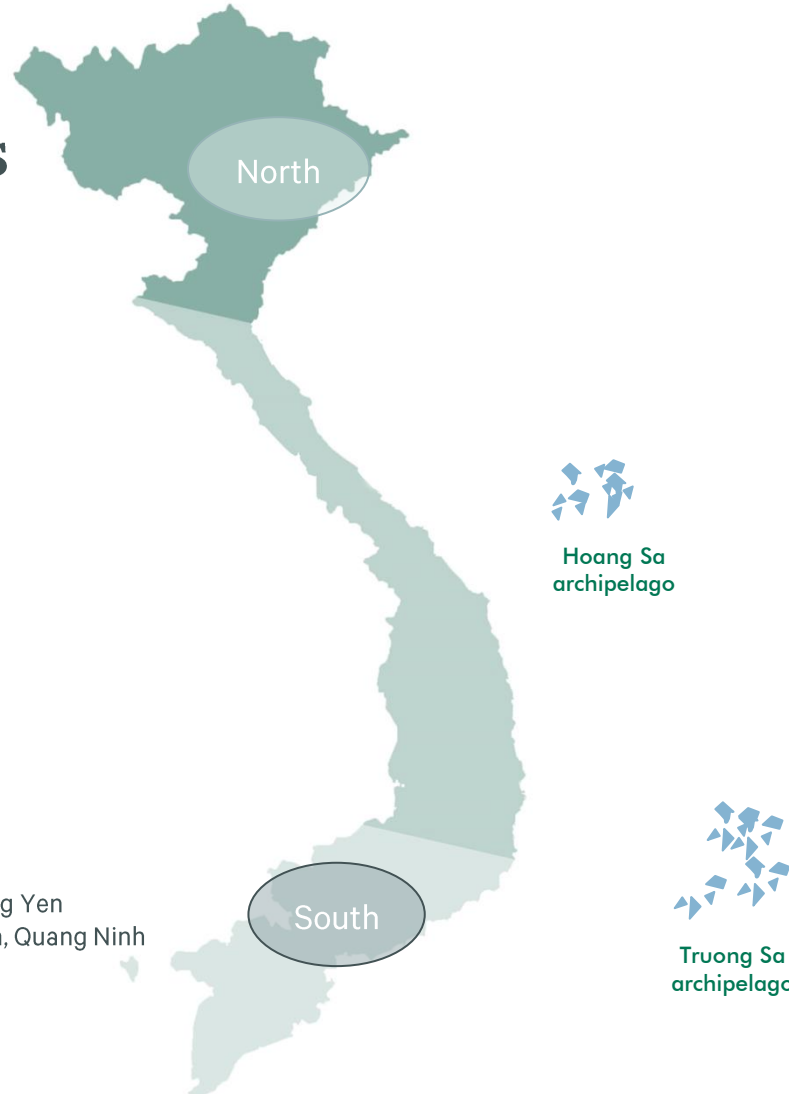 North
Hoang Sa
archipelago
g Yen
, Quang Ninh
South
Truong Sa
archipelago